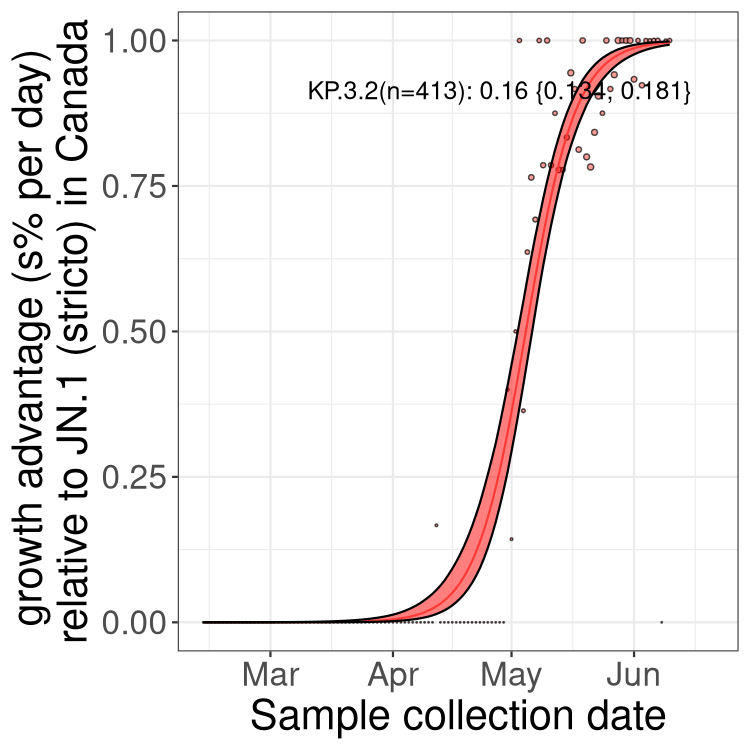 growth advantage (s% per day)
relative to JN.1 (stricto) in Canada
1.00
0.75
0.50
0.25
0.00
KP.3.2(n=413): 0.16 {0.134, 0.181}
Mar Apr May Jun
Sample collection date